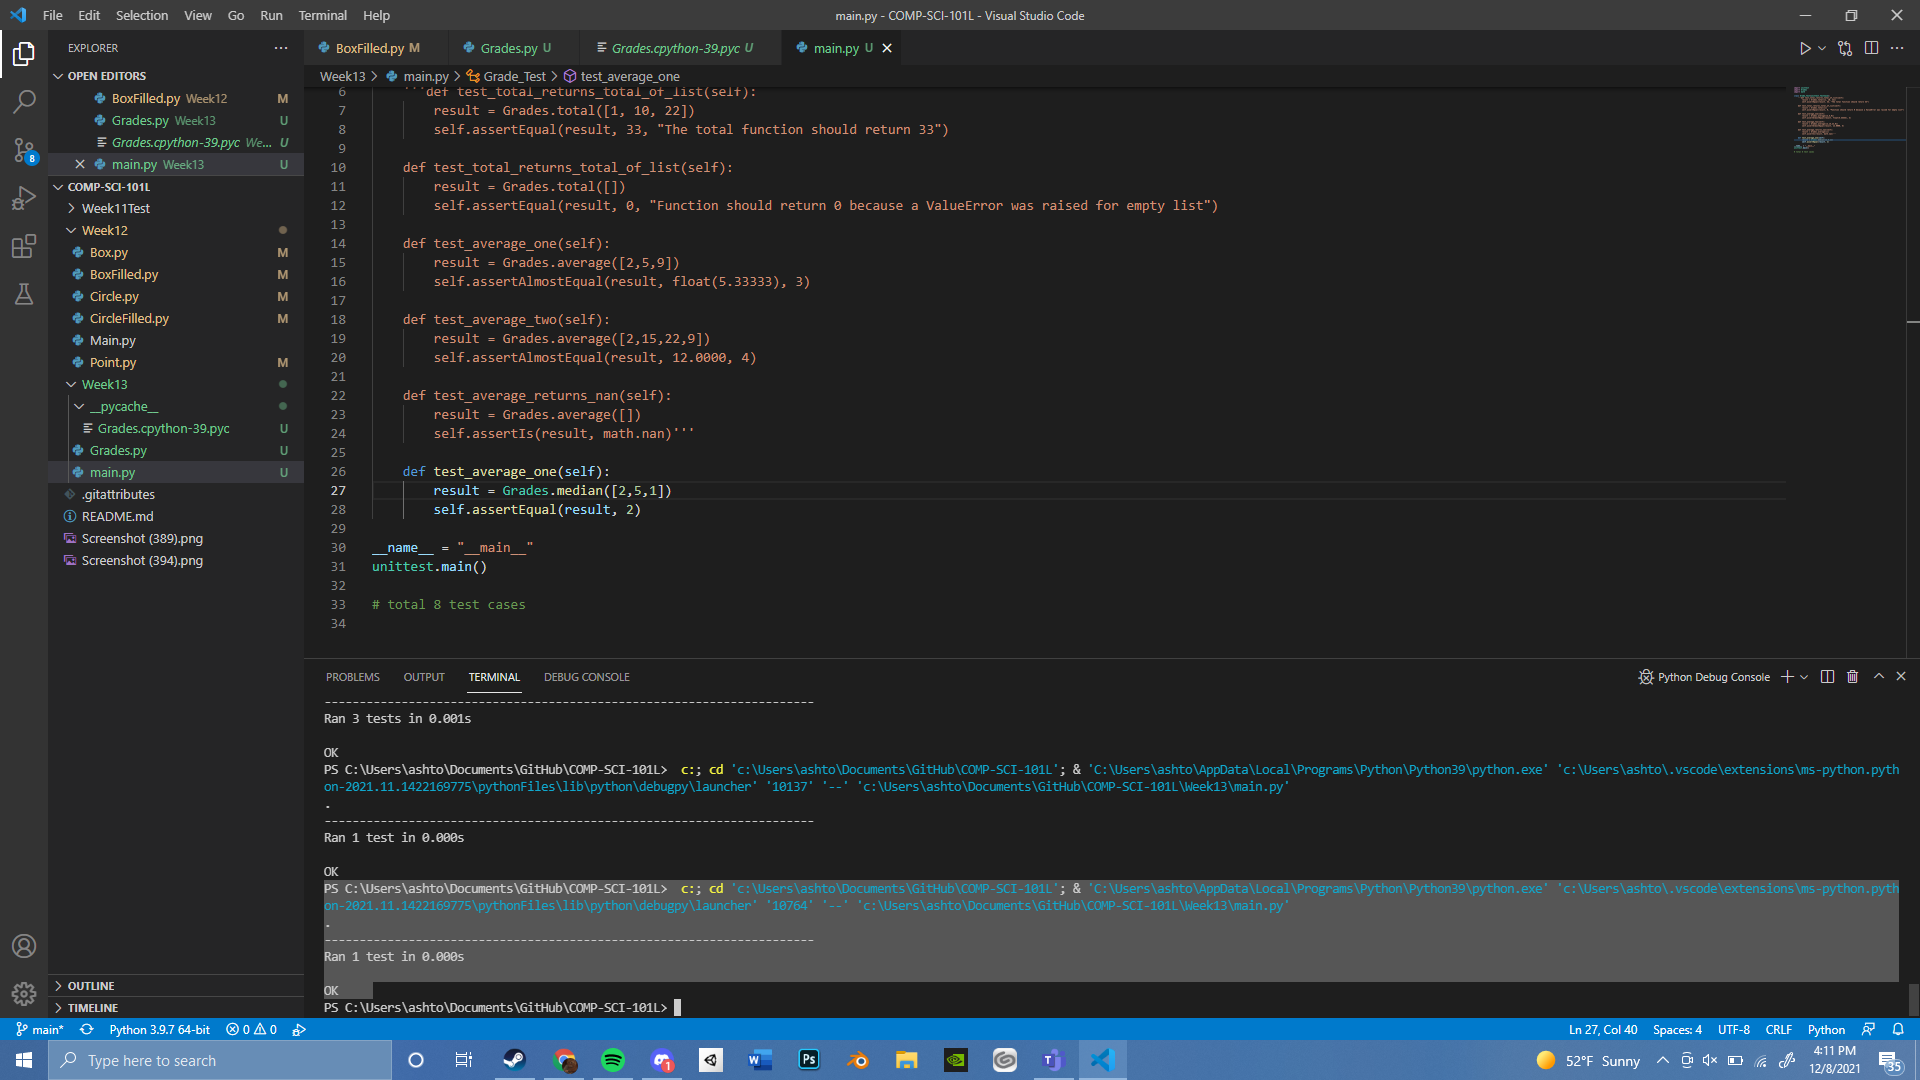 File Edit Selection View Go Run Terminal Help
main.py - COMP-SCI-101L - Visual Studio Code
EXPLORER
OPEN EDITORS
BoxFilled.py Week12 M
Grades.py Week13 U
Grades.cpython-39.pyc We... U
main.py Week13 U
COMP-SCI-101L
Week11Test
Week12
Box.py M
BoxFilled.py M
Circle.py M
CircleFilled.py M
Main.py
Point.py M
Week13
__pycache__
Grades.cpython-39.pyc U
Grades.py U
main.py U
.gitattributes
README.md
Screenshot (389).png
Screenshot (394).png
OUTLINE
TIMELINE
8
BoxFilled.py M
Grades.py U
Grades.cpython-39.pyc U
main.py U
Week13 > main.py > Grade_Test > test_average_one
6 '''def test_total_returns_total_of_list(self):
7 result = Grades.total([1, 10, 22])
8 self.assertEqual(result, 33, "The total function should return 33")
9
10 def test_total_returns_total_of_list(self):
11 result = Grades.total([])
12 self.assertEqual(result, 0, "Function should return 0 because a ValueError was raised for empty list")
13
14 def test_average_one(self):
15 result = Grades.average([2,5,9])
16 self.assertAlmostEqual(result, float(5.33333), 3)
17
18 def test_average_two(self):
19 result = Grades.average([2,15,22,9])
20 self.assertAlmostEqual(result, 12.0000, 4)
21
22 def test_average_returns_nan(self):
23 result = Grades.average([])
24 self.assertIs(result, math.nan)'''
25
26 def test_average_one(self):
27 result = Grades.median([2,5,1])
28 self.assertEqual(result, 2)
29
30 __name__ = "__main__"
31 unittest.main()
32
33 # total 8 test cases
34
PROBLEMS OUTPUT TERMINAL DEBUG CONSOLE
Python Debug Console
----------------------------------------------------------------------
Ran 3 tests in 0.001s
OK
PS C:\Users\ashto\Documents\GitHub\COMP-SCI-101L> c:; cd 'c:\Users\ashto\Documents\GitHub\COMP-SCI-101L'; & 'C:\Users\ashto\AppData\Local\Programs\Python\Python39\python.exe' 'c:\Users\ashto\.vscode\extensions\ms-python.pyth
on-2021.11.1422169775\pythonFiles\lib\python\debugpy\launcher' '10137' '--' 'c:\Users\ashto\Documents\GitHub\COMP-SCI-101L\Week13\main.py'
.
----------------------------------------------------------------------
Ran 1 test in 0.000s
OK
PS C:\Users\ashto\Documents\GitHub\COMP-SCI-101L> c:; cd 'c:\Users\ashto\Documents\GitHub\COMP-SCI-101L'; & 'C:\Users\ashto\AppData\Local\Programs\Python\Python39\python.exe' 'c:\Users\ashto\.vscode\extensions\ms-python.pyth
on-2021.11.1422169775\pythonFiles\lib\python\debugpy\launcher' '10764' '--' 'c:\Users\ashto\Documents\GitHub\COMP-SCI-101L\Week13\main.py'
.
----------------------------------------------------------------------
Ran 1 test in 0.000s
OK
PS C:\Users\ashto\Documents\GitHub\COMP-SCI-101L>
main* Python 3.9.7 64-bit 0 0
Ln 27, Col 40 Spaces: 4 UTF-8 CRLF Python
Type here to search
52°F Sunny
4:11 PM
12/8/2021
35